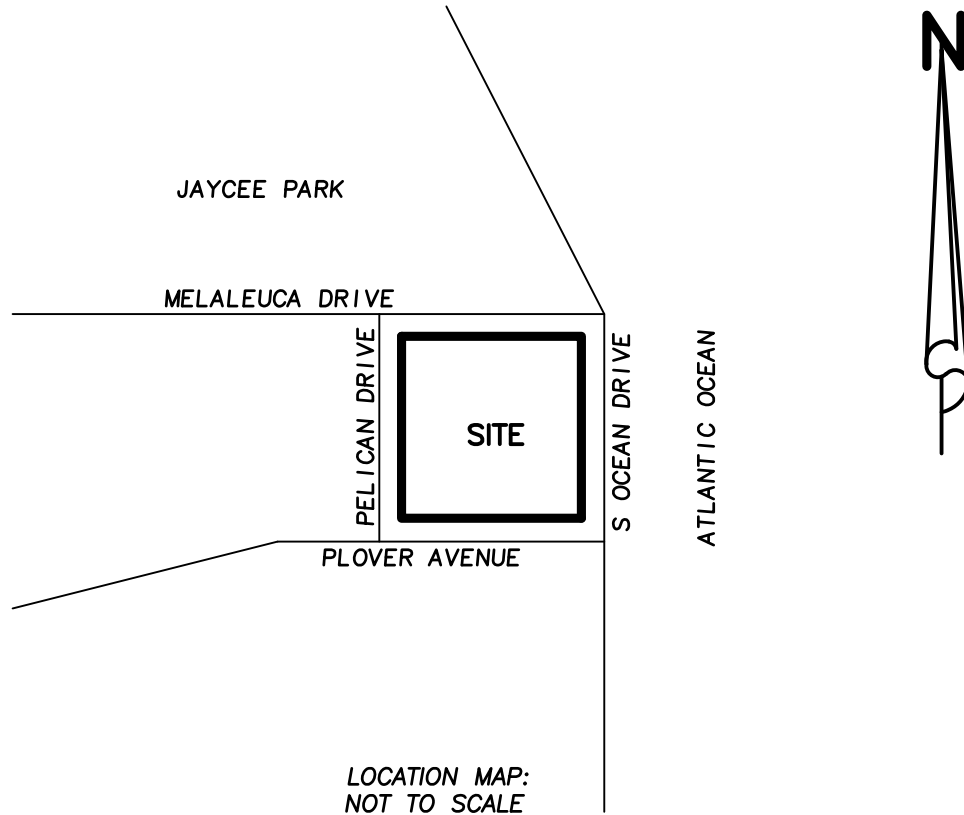 N
JAYCEE PARK
MELALEUCA DRIVE
PELICAN DRIVE
SITE
S OCEAN DRIVE
ATLANTIC OCEAN
PLOVER AVENUE
LOCATION MAP:
NOT TO SCALE